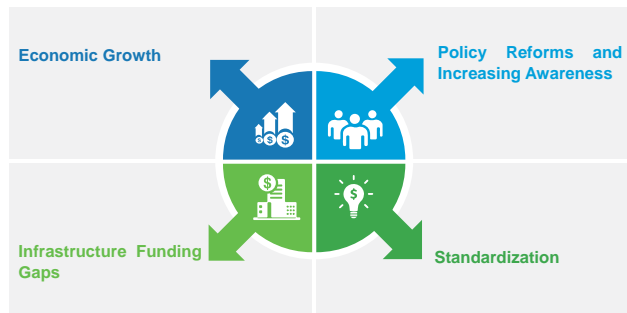 Economic Growth
Policy Reforms and
Increasing Awareness
$ $ $
$
$
Infrastructure Funding
Gaps
Standardization